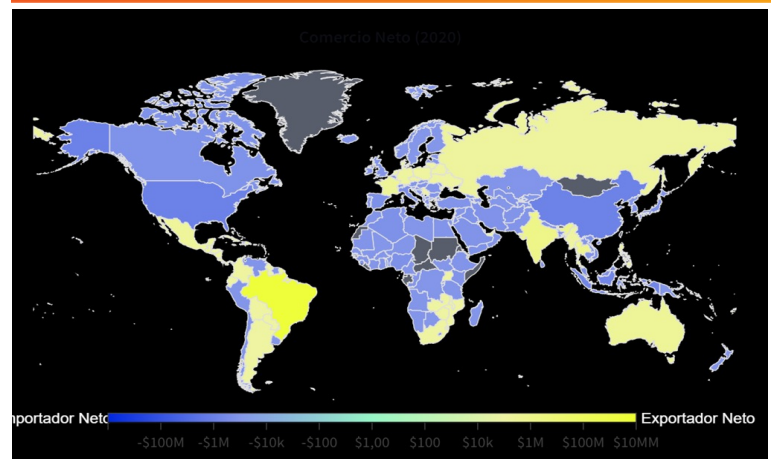 Comercio Neto (2020)
nportador Neto Exportador Neto
-$100M -$1M -$10k -$100 $1,00 $100 $10k $1M $100M $10MM